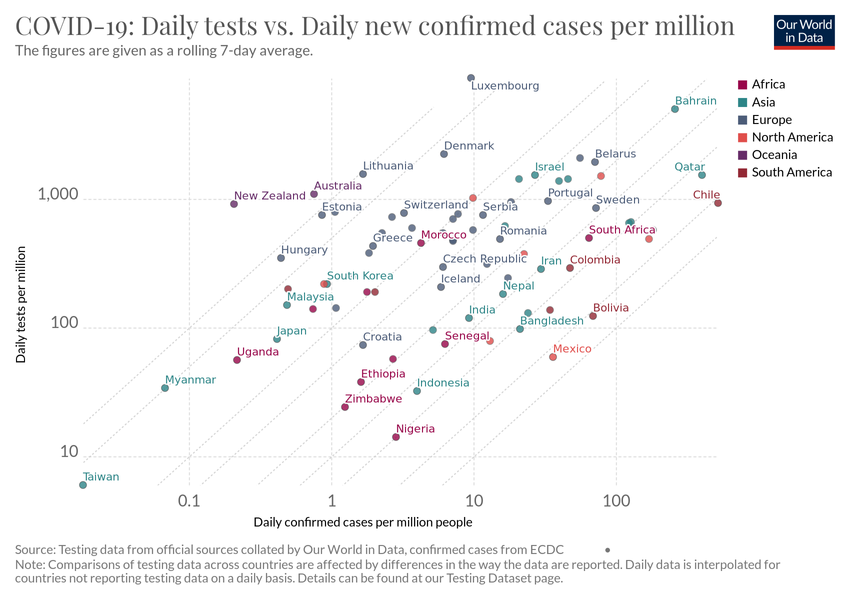 COVID-19: Daily tests vs. Daily new confirmed cases per million
The figures are given as a rolling 7-day average.
Our World
in Data
Luxembourg
Bahrain
Denmark
Belarus
Lithuania
Israel
Qatar
Australia
New Zealand
Portugal
Chile
1,000
Estonia
Switzerland
Serbia
Sweden
Greece
Morocco
Romania
South Africa
Hungary
Czech Republic
Iran
Colombia
South Korea
Iceland
Nepal
Malaysia
India
Bolivia
100
Japan
Bangladesh
Croatia
Senegal
Uganda
Mexico
Myanmar
Ethiopia
Indonesia
Zimbabwe
Nigeria
10
Taiwan
0.1
1
10
100
Daily tests per million
Daily confirmed cases per million people
Africa
Asia
Europe
North America
Oceania
South America
Source: Testing data from official sources collated by Our World in Data, confirmed cases from ECDC
Note: Comparisons of testing data across countries are affected by differences in the way the data are reported. Daily data is interpolated for
countries not reporting testing data on a daily basis. Details can be found at our Testing Dataset page.